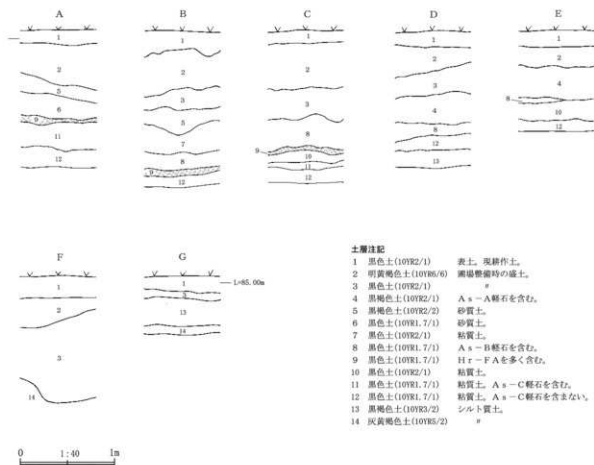 A B C D E
1 1 1 1 1
2 2 2 2 2
5 3 3 3 4
6 5 8 4 8
9 7 9 8 10
11 8 10 12 12
12 9 11 13
12 12
F G
1 1
L=85.00m
2 3
3 13
14 14
土層注記
1 黒色土(10YR2/1) 表土。現耕作土。
2 明黄褐色土(10YR6/6) 圃場整備時の盛土。
3 黒色土(10YR2/1) 〃
4 黒褐色土(10YR2/1) As-A軽石を含む。
5 黒褐色土(10YR2/2) 砂質土。
6 黒色土(10YR1.7/1) 砂質土。
7 黒色土(10YR2/1) 粘質土。
8 黒色土(10YR1.7/1) As-B軽石を含む。
9 黒色土(10YR1.7/1) Hr-FAを多く含む。
10 黒色土(10YR2/1) 粘質土。
11 黒色土(10YR1.7/1) 粘質土。As-C軽石を含む。
12 黒色土(10YR1.7/1) 粘質土。As-C軽石を含まない。
13 黒褐色土(10YR3/2) シルト質土。
14 灰黄褐色土(10YR5/2) 〃
0 1:40 1m